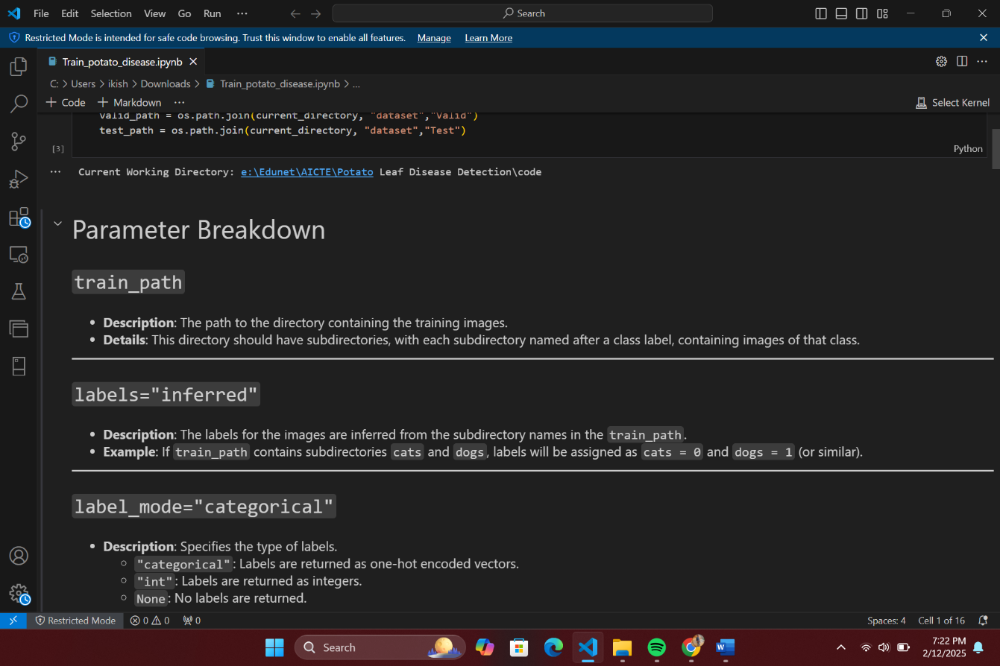 File Edit Selection View Go Run ···
Search
Restricted Mode is intended for safe code browsing. Trust this window to enable all features. Manage Learn More
Train_potato_disease.ipynb
C: > Users > ikish > Downloads > Train_potato_disease.ipynb > ...
+ Code + Markdown ···
Select Kernel
valid_path = os.path.join(current_directory, "dataset","Valid")
test_path = os.path.join(current_directory, "dataset","Test")
[3]
Python
··· Current Working Directory: e:\Edunet\AICTE\Potato Leaf Disease Detection\code
Parameter Breakdown
train_path
• Description: The path to the directory containing the training images.
• Details: This directory should have subdirectories, with each subdirectory named after a class label, containing images of that class.
labels="inferred"
• Description: The labels for the images are inferred from the subdirectory names in the train_path.
• Example: If train_path contains subdirectories cats and dogs, labels will be assigned as cats = 0 and dogs = 1 (or similar).
label_mode="categorical"
• Description: Specifies the type of labels.
○ "categorical": Labels are returned as one-hot encoded vectors.
○ "int": Labels are returned as integers.
○ None: No labels are returned.
Restricted Mode 0 0 0
Spaces: 4 Cell 1 of 16
Search
7:22 PM
2/12/2025